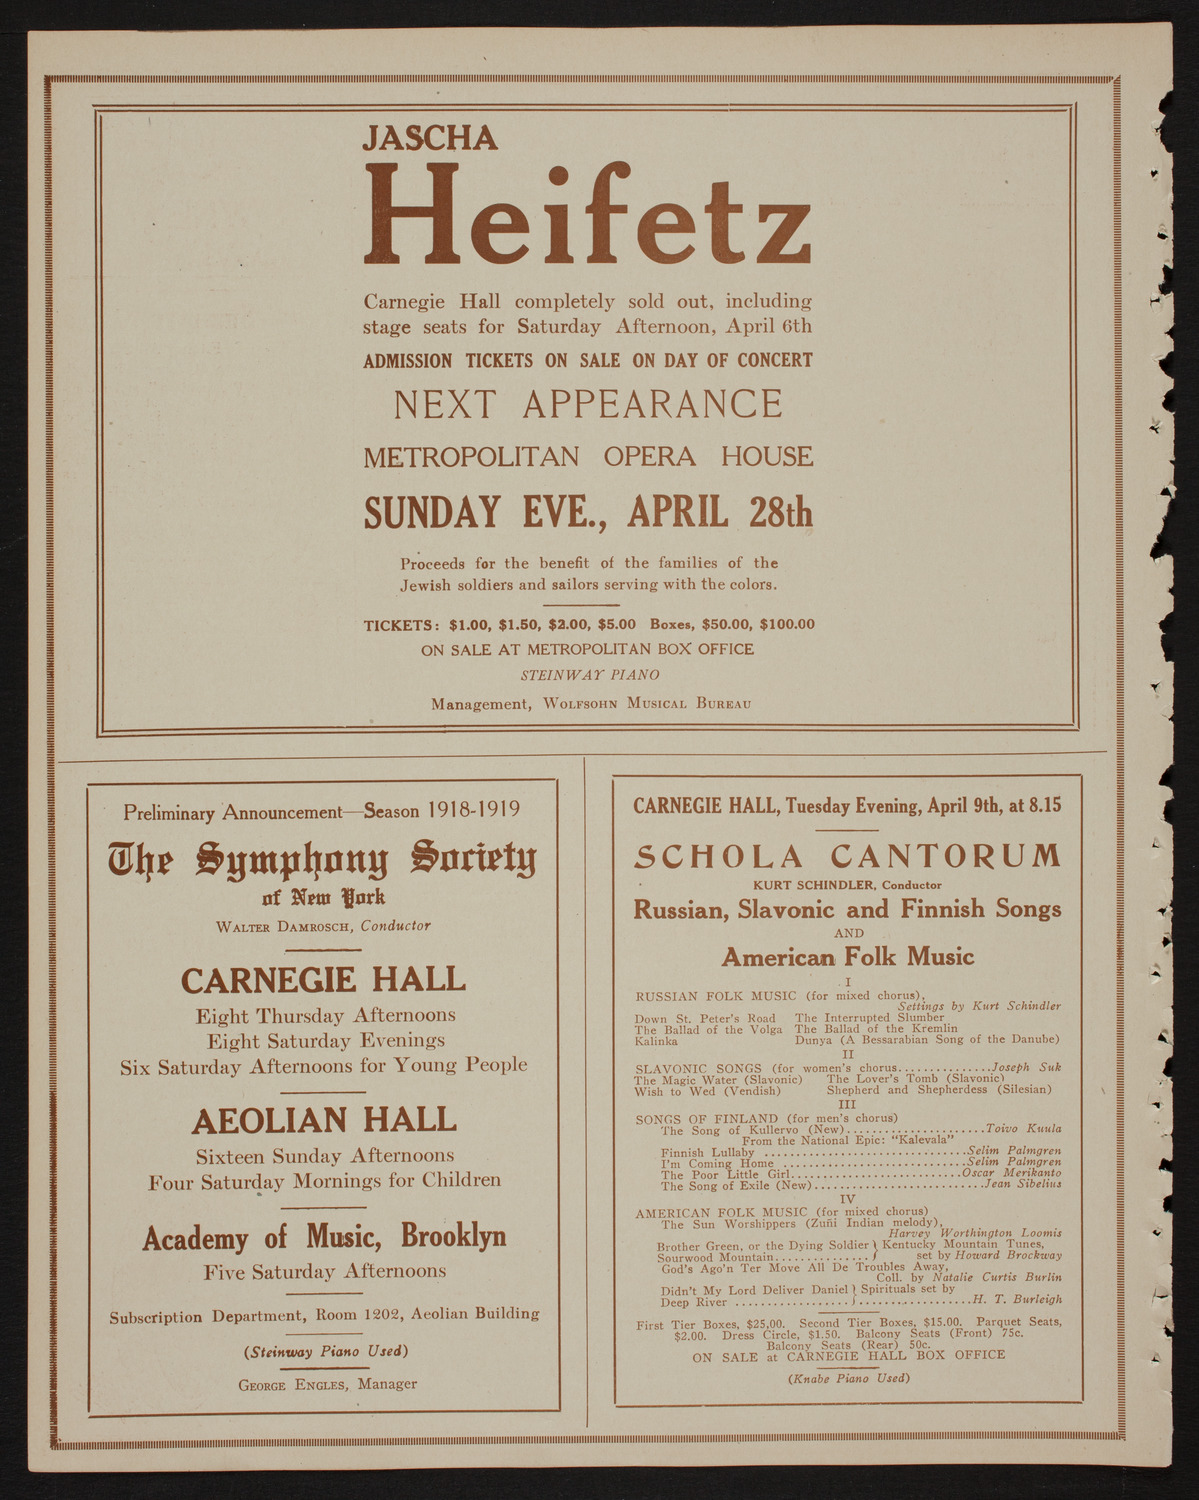 JASCHA
Heifetz
Carnegie Hall completely sold out, including
stage seats for Saturday Afternoon, April 6th
ADMISSION TICKETS ON SALE ON DAY OF CONCERT
NEXT APPEARANCE
METROPOLITAN OPERA HOUSE
SUNDAY EVE., APRIL 28th
Proceeds for the benefit of the families of the
Jewish soldiers and sailors serving with the colors.
TICKETS: $1.00, $1.50, $2.00, $5.00 Boxes, $50.00, $100.00
ON SALE AT METROPOLITAN BOX OFFICE
STEINWAY PIANO
Management, WOLFSOHN MUSICAL BUREAU
Preliminary Announcement—Season 1918-1919
The Symphony Society
of New York
WALTER DAMROSCH, Conductor
CARNEGIE HALL
Eight Thursday Afternoons
Eight Saturday Evenings
Six Saturday Afternoons for Young People
AEOLIAN HALL
Sixteen Sunday Afternoons
Four Saturday Mornings for Children
Academy of Music, Brooklyn
Five Saturday Afternoons
Subscription Department, Room 1202, Aeolian Building
(Steinway Piano Used)
GEORGE ENGLES, Manager
CARNEGIE HALL, Tuesday Evening, April 9th, at 8.15
SCHOLA CANTORUM
KURT SCHINDLER, Conductor
Russian, Slavonic and Finnish Songs
AND
American Folk Music
I
RUSSIAN FOLK MUSIC (for mixed chorus),
Settings by Kurt Schindler
Down St. Peter's Road The Interrupted Slumber
The Ballad of the Volga The Ballad of the Kremlin
Kalinka Dunya (A Bessarabian Song of the Danube)
II
SLAVONIC SONGS (for women's chorus...............Joseph Suk
The Magic Water (Slavonic) The Lover's Tomb (Slavonic)
Wish to Wed (Vendish) Shepherd and Shepherdess (Silesian)
III
SONGS OF FINLAND (for men's chorus)
The Song of Kullervo (New).....................Toivo Kuula
From the National Epic: "Kalevala"
Finnish Lullaby ..............................Selim Palmgren
I'm Coming Home ...........................Selim Palmgren
The Poor Little Girl.........................Oscar Merikanto
The Song of Exile (New).........................Jean Sibelius
IV
AMERICAN FOLK MUSIC (for mixed chorus)
The Sun Worshippers (Zuñi Indian melody),
Harvey Worthington Loomis
Brother Green, or the Dying Soldier } Kentucky Mountain Tunes,
Sourwood Mountain.............. } set by Howard Brockway
God's Ago'n Ter Move All De Troubles Away,
Coll. by Natalie Curtis Burlin
Didn't My Lord Deliver Daniel } Spirituals set by
Deep River .................}.................H. T. Burleigh
First Tier Boxes, $25,00. Second Tier Boxes, $15.00. Parquet Seats,
$2.00. Dress Circle, $1.50. Balcony Seats (Front) 75c.
Balcony Seats (Rear) 50c.
ON SALE at CARNEGIE HALL BOX OFFICE
(Knabe Piano Used)